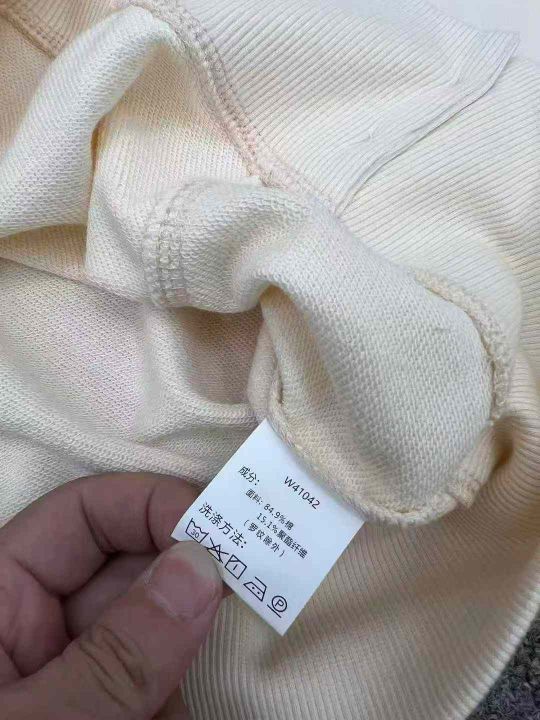 W41042
成分：
面料: 84.9%棉
15.1%聚酯纤维
(罗纹除外)
洗涤方法：
30
P